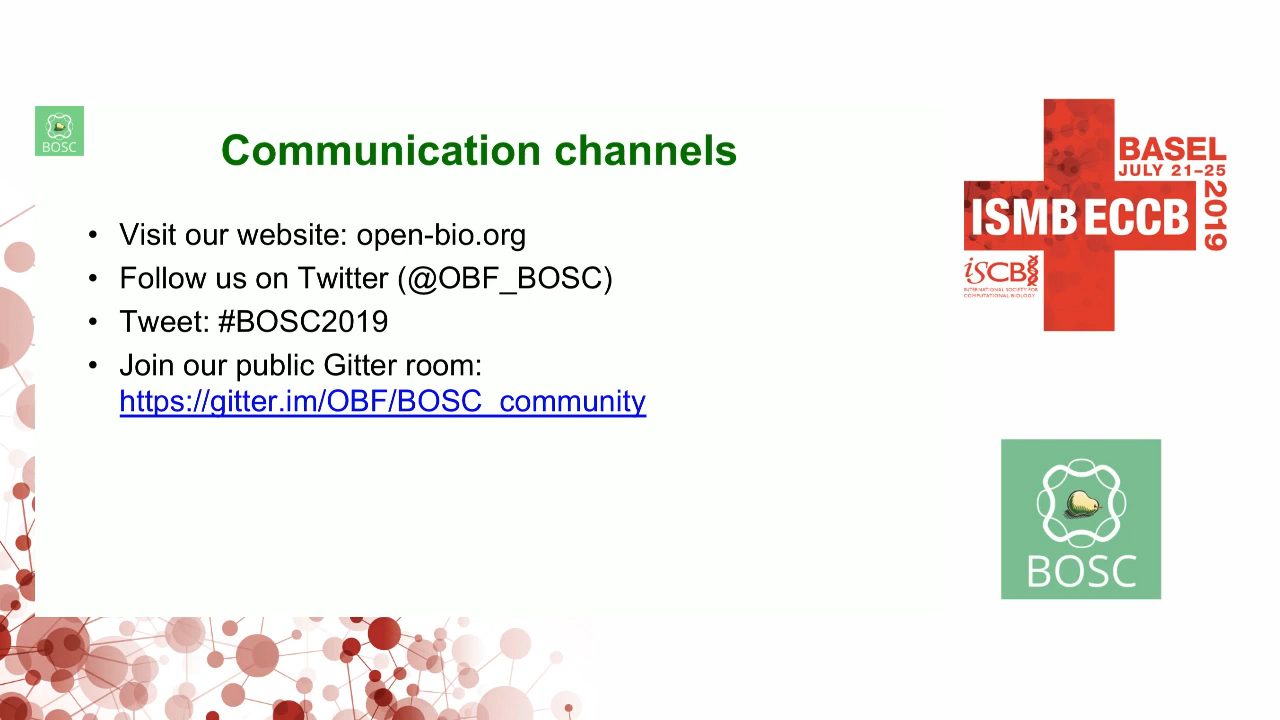 BOSC
Communication channels
• Visit our website: open-bio.org
• Follow us on Twitter (@OBF_BOSC)
• Tweet: #BOSC2019
• Join our public Gitter room:
https://gitter.im/OBF/BOSC_community
BASEL
JULY 21–25
2019
ISMB ECCB
ISCB
INTERNATIONAL SOCIETY FOR
COMPUTATIONAL BIOLOGY
BOSC